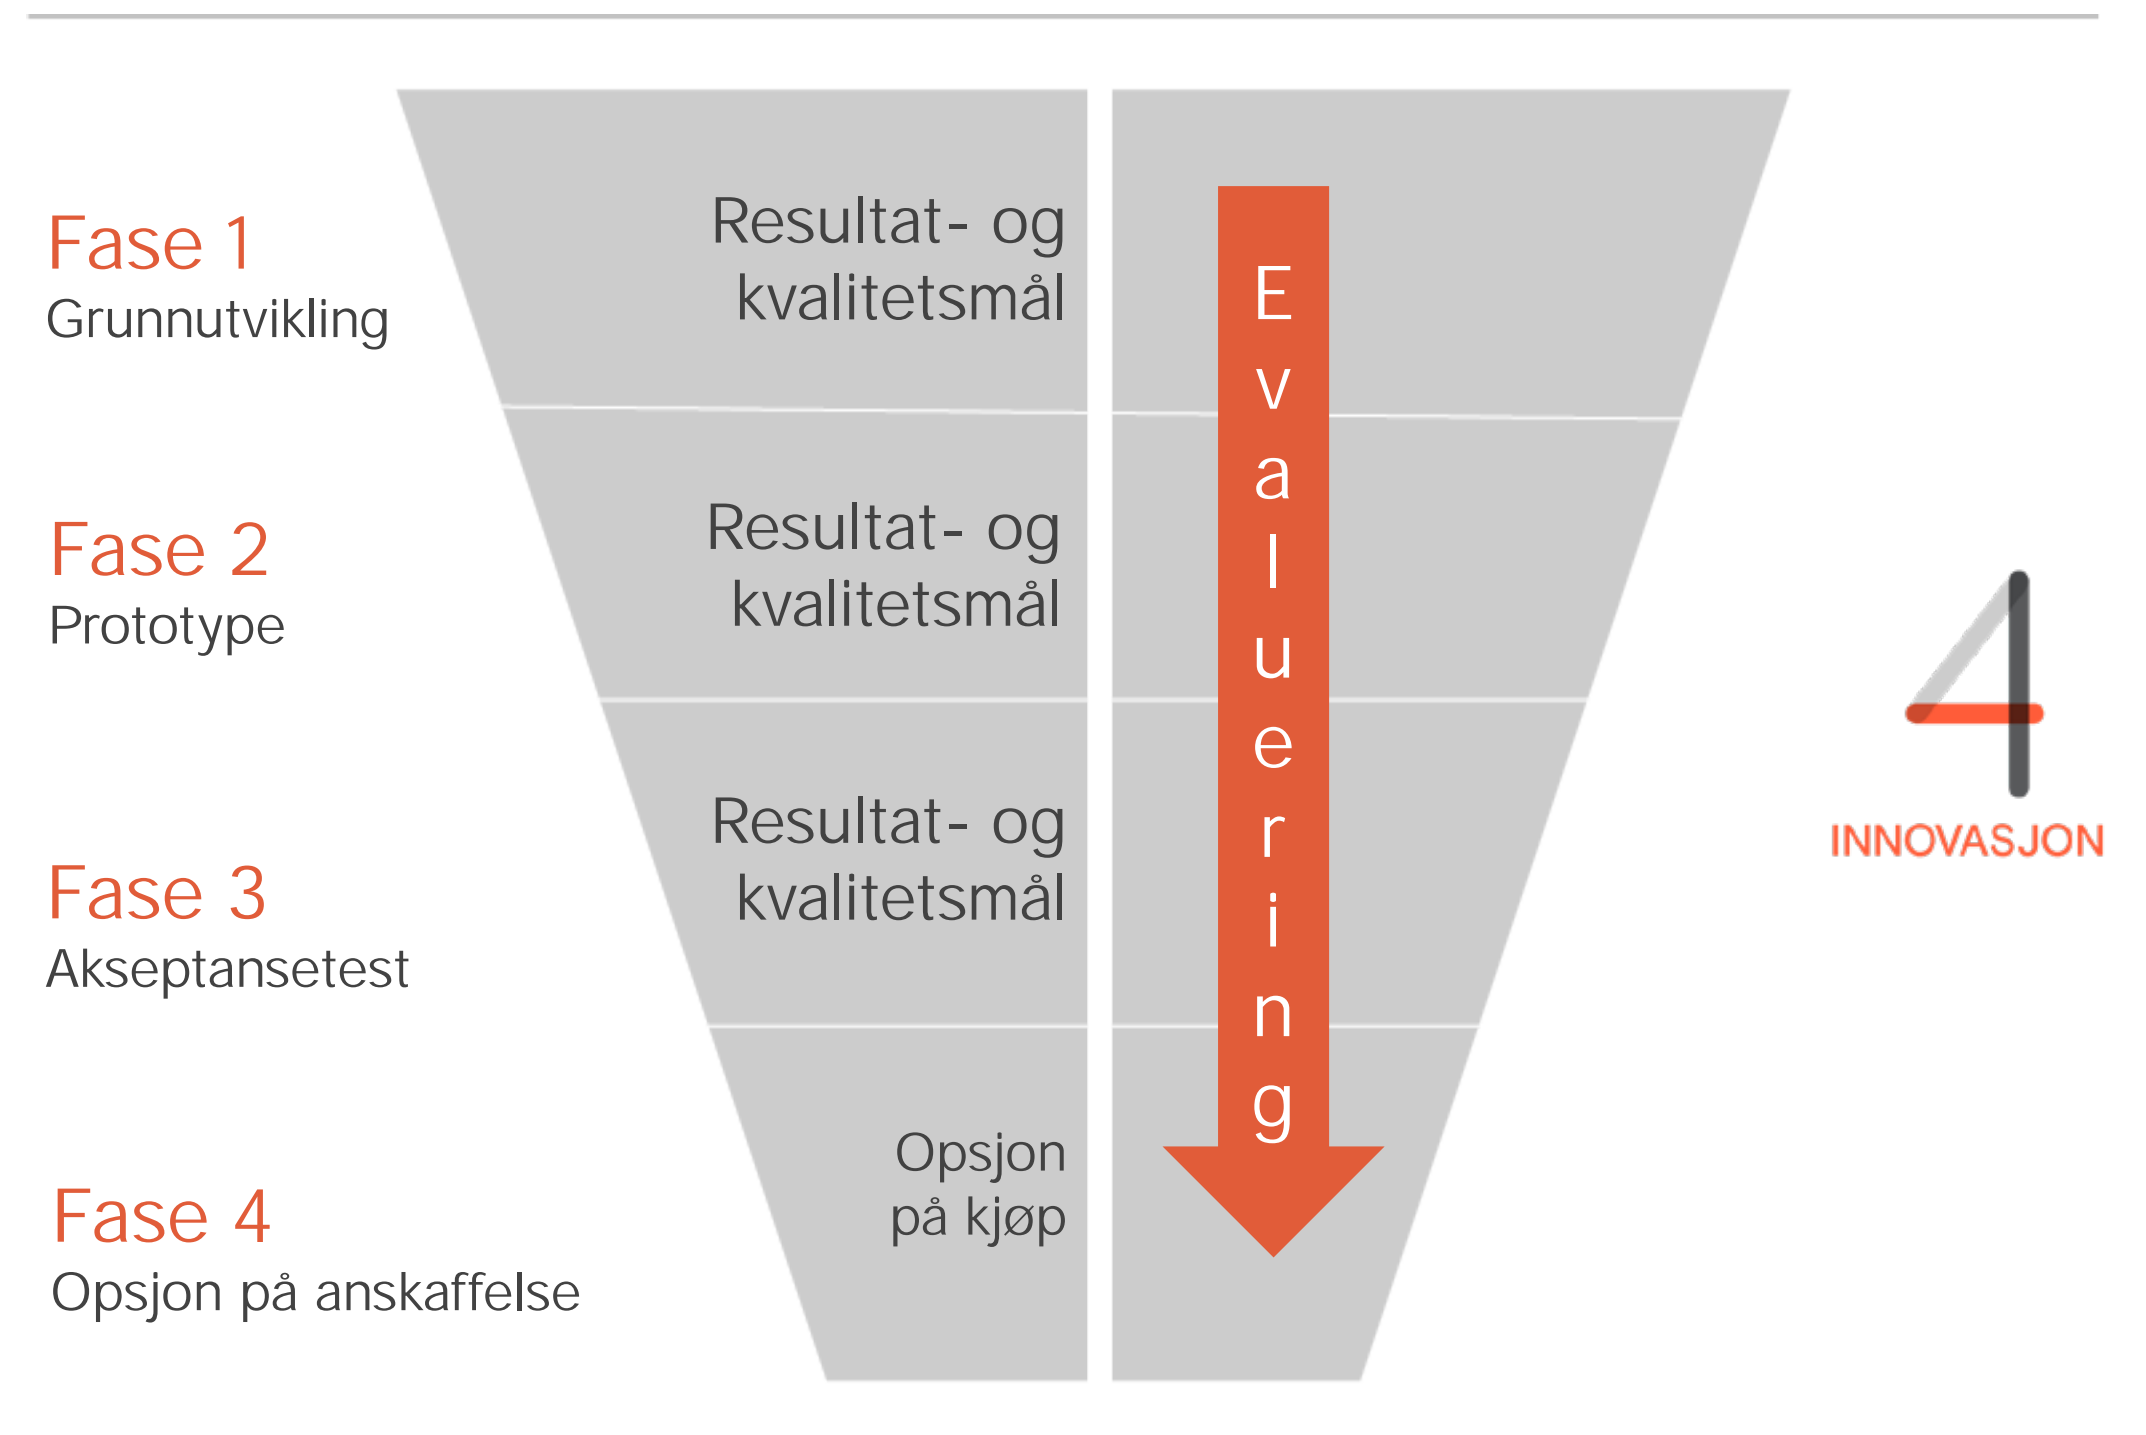 Fase 1
Grunnutvikling
Resultat- og
kvalitetsmål
Fase 2
Prototype
Resultat- og
kvalitetsmål
Fase 3
Akseptansetest
Resultat- og
kvalitetsmål
Fase 4
Opsjon på anskaffelse
Opsjon
på kjøp
E
v
a
l
u
e
r
i
n
g
4
INNOVASJON